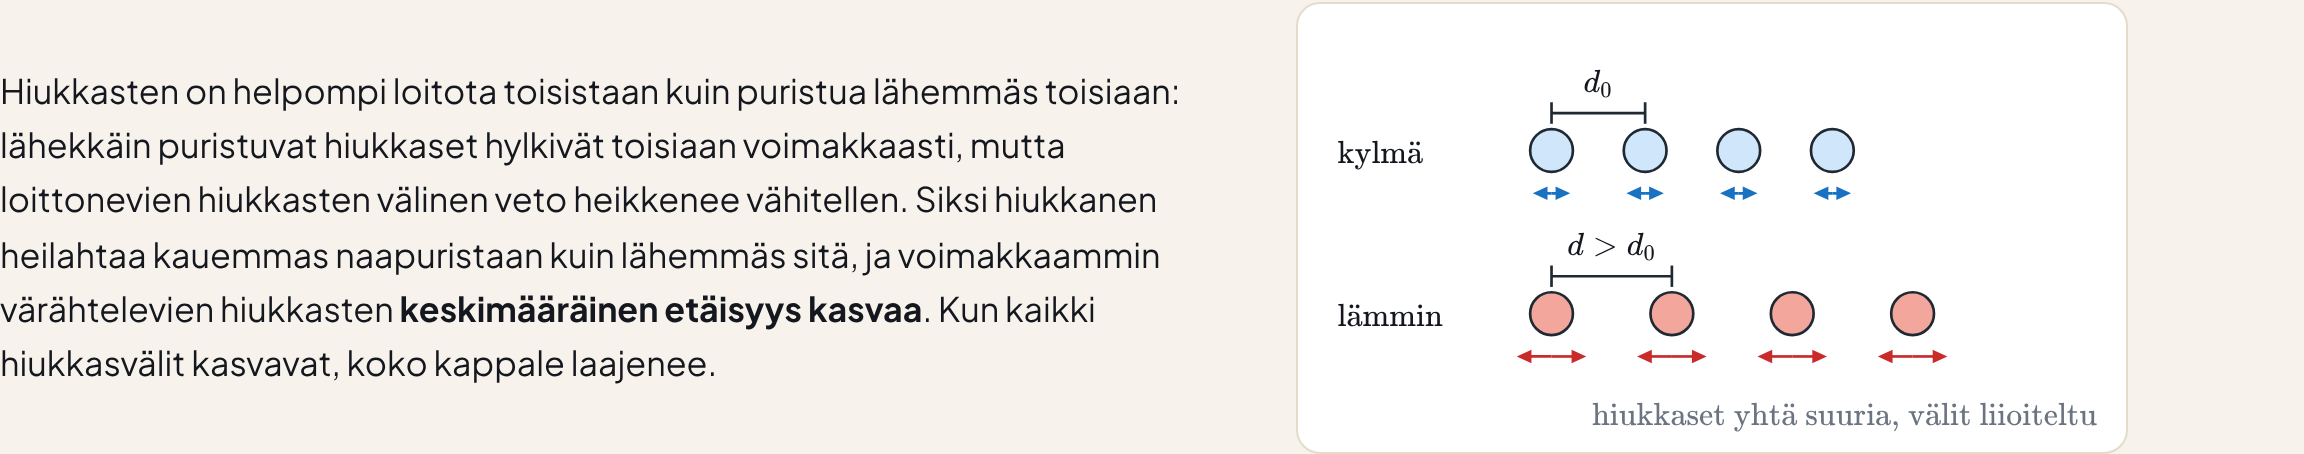 Hiukkasten on helpompi loitota toisistaan kuin puristua lähemmäs toisiaan:
lähekkäin puristuvat hiukkaset hylkivät toisiaan voimakkaasti, mutta
loittonevien hiukkasten välinen veto heikkenee vähitellen. Siksi hiukkanen
heilahtaa kauemmas naapuristaan kuin lähemmäs sitä, ja voimakkaammin
värähtelevien hiukkasten keskimääräinen etäisyys kasvaa. Kun kaikki
hiukkasvälit kasvavat, koko kappale laajenee.
d₀
kylmä
d > d₀
lämmin
hiukkaset yhtä suuria, välit liioiteltu